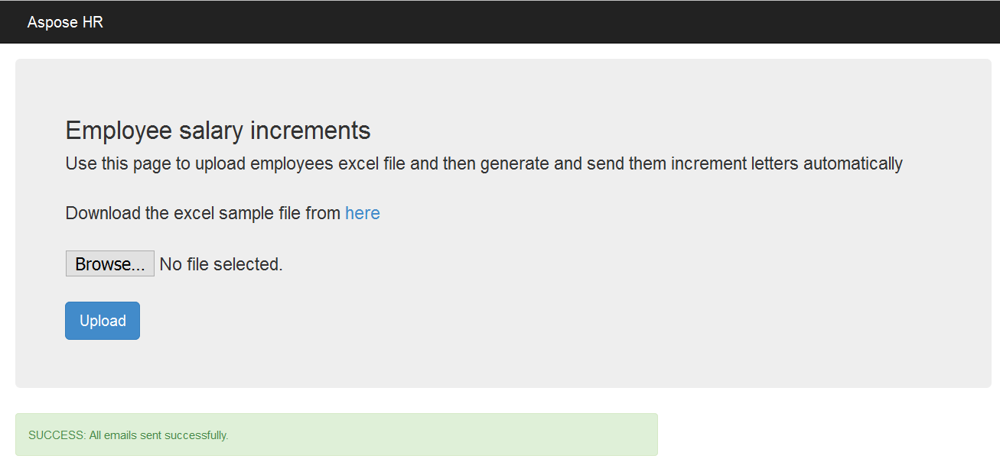 Aspose HR
Employee salary increments
Use this page to upload employees excel file and then generate and send them increment letters automatically
Download the excel sample file from here
Browse... No file selected.
Upload
SUCCESS: All emails sent successfully.